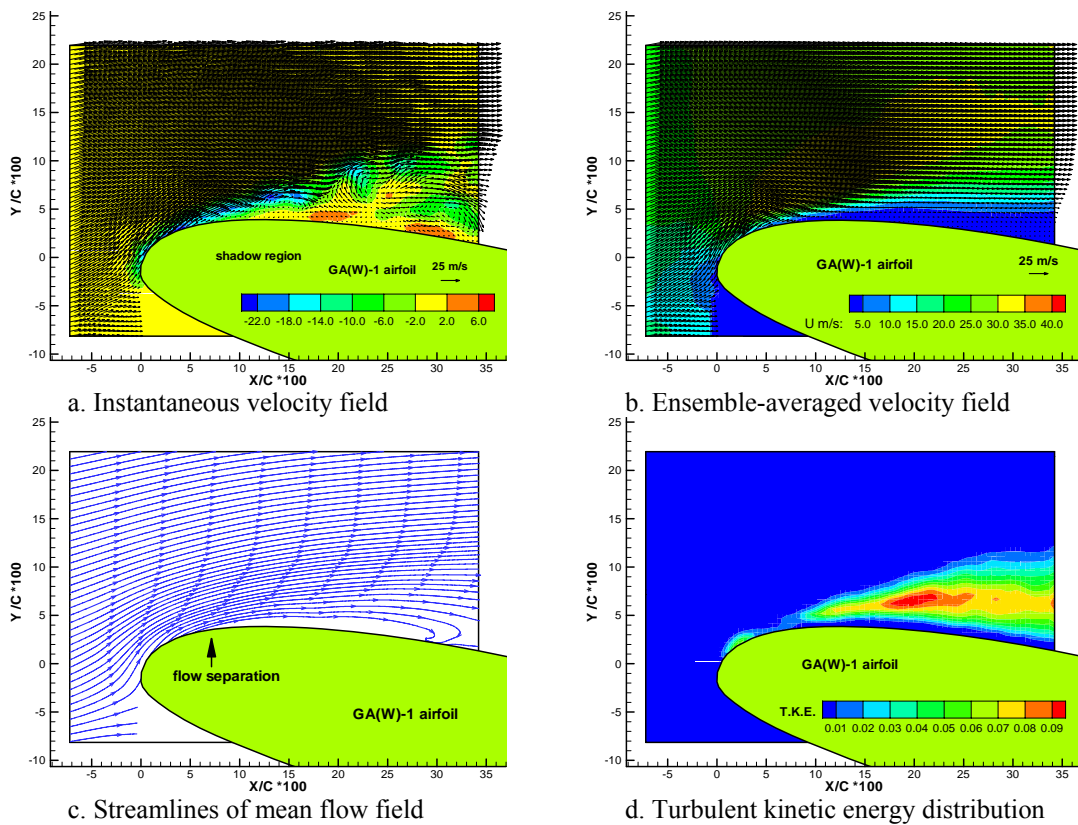 Y /C *100
25
20
15
10
5
0
-5
-10
shadow region
GA(W)-1 airfoil
25 m/s
-22.0 -18.0 -14.0 -10.0 -6.0 -2.0 2.0 6.0
-5 0 5 10 15 20 25 30 35
X/C *100
a. Instantaneous velocity field
Y /C *100
25
20
15
10
5
0
-5
-10
GA(W)-1 airfoil
25 m/s
U m/s: 5.0 10.0 15.0 20.0 25.0 30.0 35.0 40.0
-5 0 5 10 15 20 25 30 35
X/C *100
b. Ensemble-averaged velocity field
Y /C *100
25
20
15
10
5
0
-5
-10
flow separation
GA(W)-1 airfoil
-5 0 5 10 15 20 25 30 35
X/C *100
c. Streamlines of mean flow field
Y /C *100
25
20
15
10
5
0
-5
-10
GA(W)-1 airfoil
T.K.E.
0.01 0.02 0.03 0.04 0.05 0.06 0.07 0.08 0.09
-5 0 5 10 15 20 25 30 35
X/C *100
d. Turbulent kinetic energy distribution